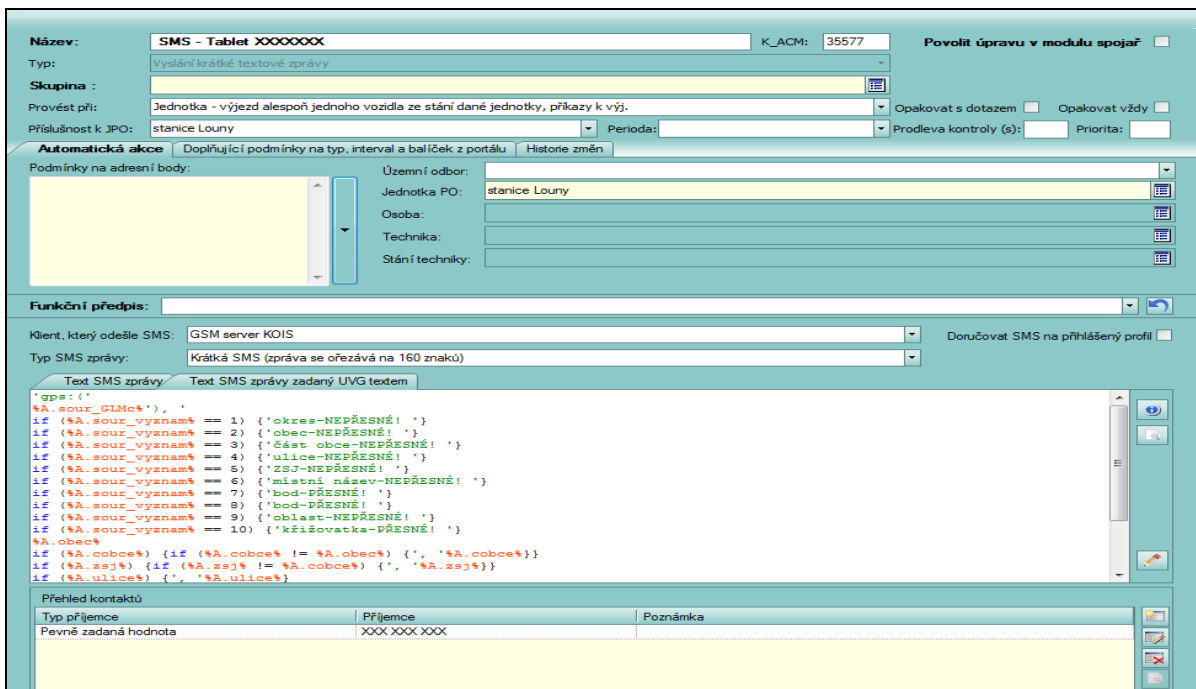 Název: SMS - Tablet XXXXXXX K_ACM: 35577 Povolit úpravu v modulu spojař
Typ: Vyslání krátké textové zprávy
Skupina :
Provést při: Jednotka - výjezd alespoň jednoho vozidla ze stání dané jednotky, příkazy k výj. Opakovat s dotazem Opakovat vždy
Příslušnost k JPO: stanice Louny Perioda: Prodleva kontroly (s): Priorita:
Automatická akce Doplňující podmínky na typ, interval a balíček z portálu Historie změn
Podmínky na adresní body: Územní odbor:
Jednotka PO: stanice Louny
Osoba:
Technika:
Stání techniky:
Funkční předpis:
Klient, který odešle SMS: GSM server KOIS Doručovat SMS na přihlášený profil
Typ SMS zprávy: Krátká SMS (zpráva se ořezává na 160 znaků)
Text SMS zprávy Text SMS zprávy zadaný UVG textem
'gps:('
%A.sour_GLMc%'), '
if (%A.sour_vyznam% == 1) {'okres-NEPŘESNÉ! '}
if (%A.sour_vyznam% == 2) {'obec-NEPŘESNÉ! '}
if (%A.sour_vyznam% == 3) {'část obce-NEPŘESNÉ! '}
if (%A.sour_vyznam% == 4) {'ulice-NEPŘESNÉ! '}
if (%A.sour_vyznam% == 5) {'ZSJ-NEPŘESNÉ! '}
if (%A.sour_vyznam% == 6) {'místní název-NEPŘESNÉ! '}
if (%A.sour_vyznam% == 7) {'bod-PŘESNÉ! '}
if (%A.sour_vyznam% == 8) {'bod-PŘESNÉ! '}
if (%A.sour_vyznam% == 9) {'oblast-NEPŘESNÉ! '}
if (%A.sour_vyznam% == 10) {'křižovatka-PŘESNÉ! '}
%A.obec%
if (%A.cobce%) {if (%A.cobce% != %A.obec%) {', '%A.cobce%}}
if (%A.zsj%) {if (%A.zsj% != %A.cobce%) {', '%A.zsj%}}
if (%A.ulice%) {', '%A.ulice%}
Přehled kontaktů
Typ příjemce Příjemce Poznámka
Pevně zadaná hodnota XXX XXX XXX